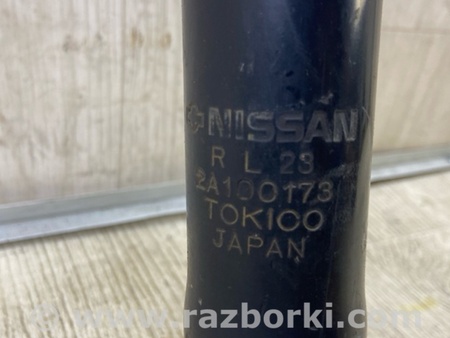 NISSAN
R L 23
2A100173
TOKICO
JAPAN
www.razborki.com